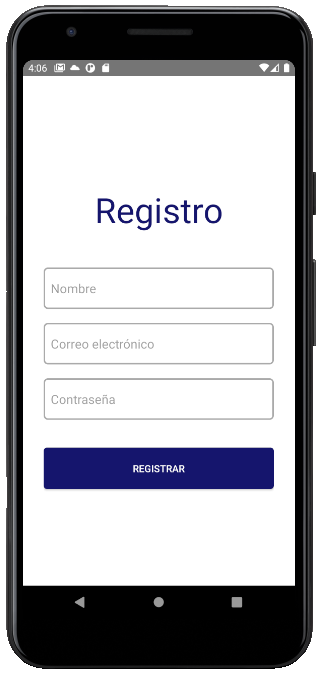 4:06
Registro
Nombre
Correo electrónico
Contraseña
REGISTRAR